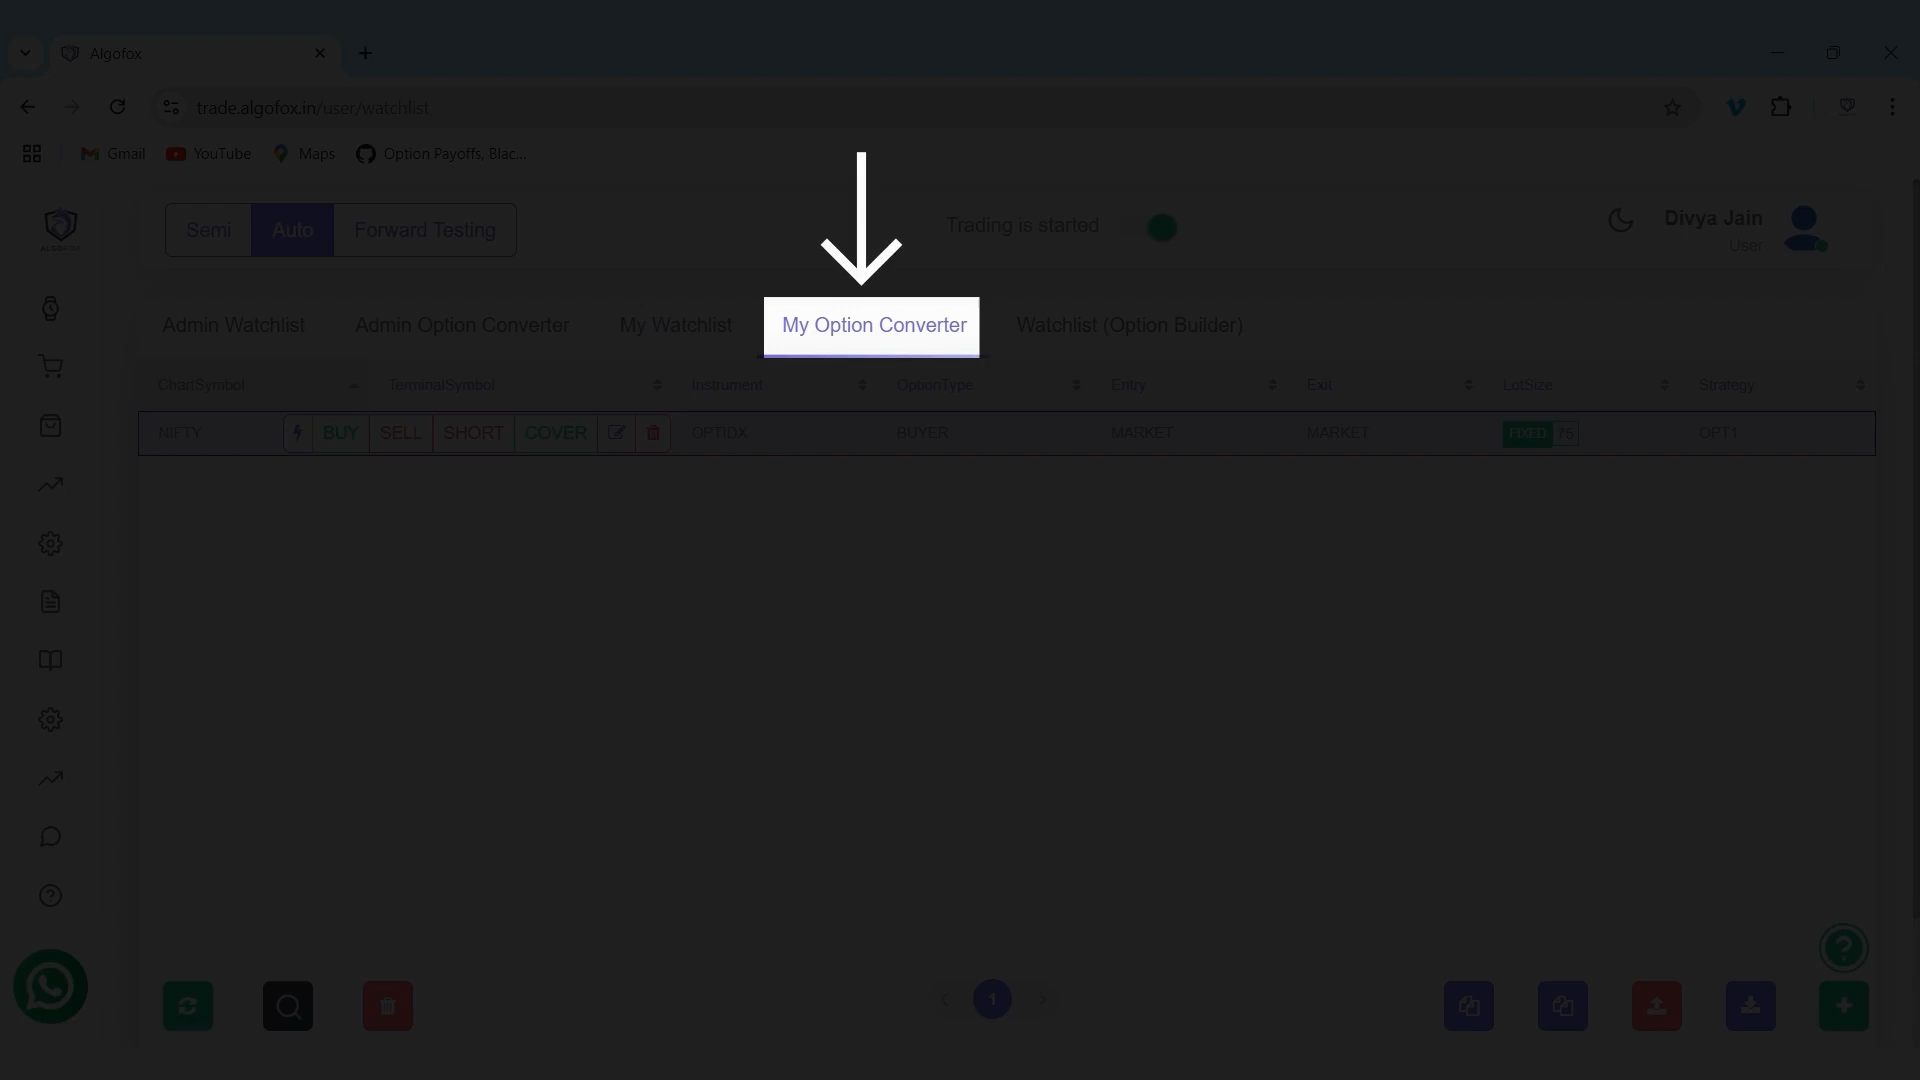 Algofox
trade.algofox.in/user/watchlist
Gmail YouTube Maps Option Payoffs, Blac...
ALGOFOX
Semi Auto Forward Testing
Trading is started
Divya Jain
User
Admin Watchlist Admin Option Converter My Watchlist My Option Converter Watchlist (Option Builder)
ChartSymbol TerminalSymbol Instrument OptionType Entry Exit LotSize Strategy
NIFTY BUY SELL SHORT COVER OPTIDX BUYER MARKET MARKET FIXED 75 OPT1
1